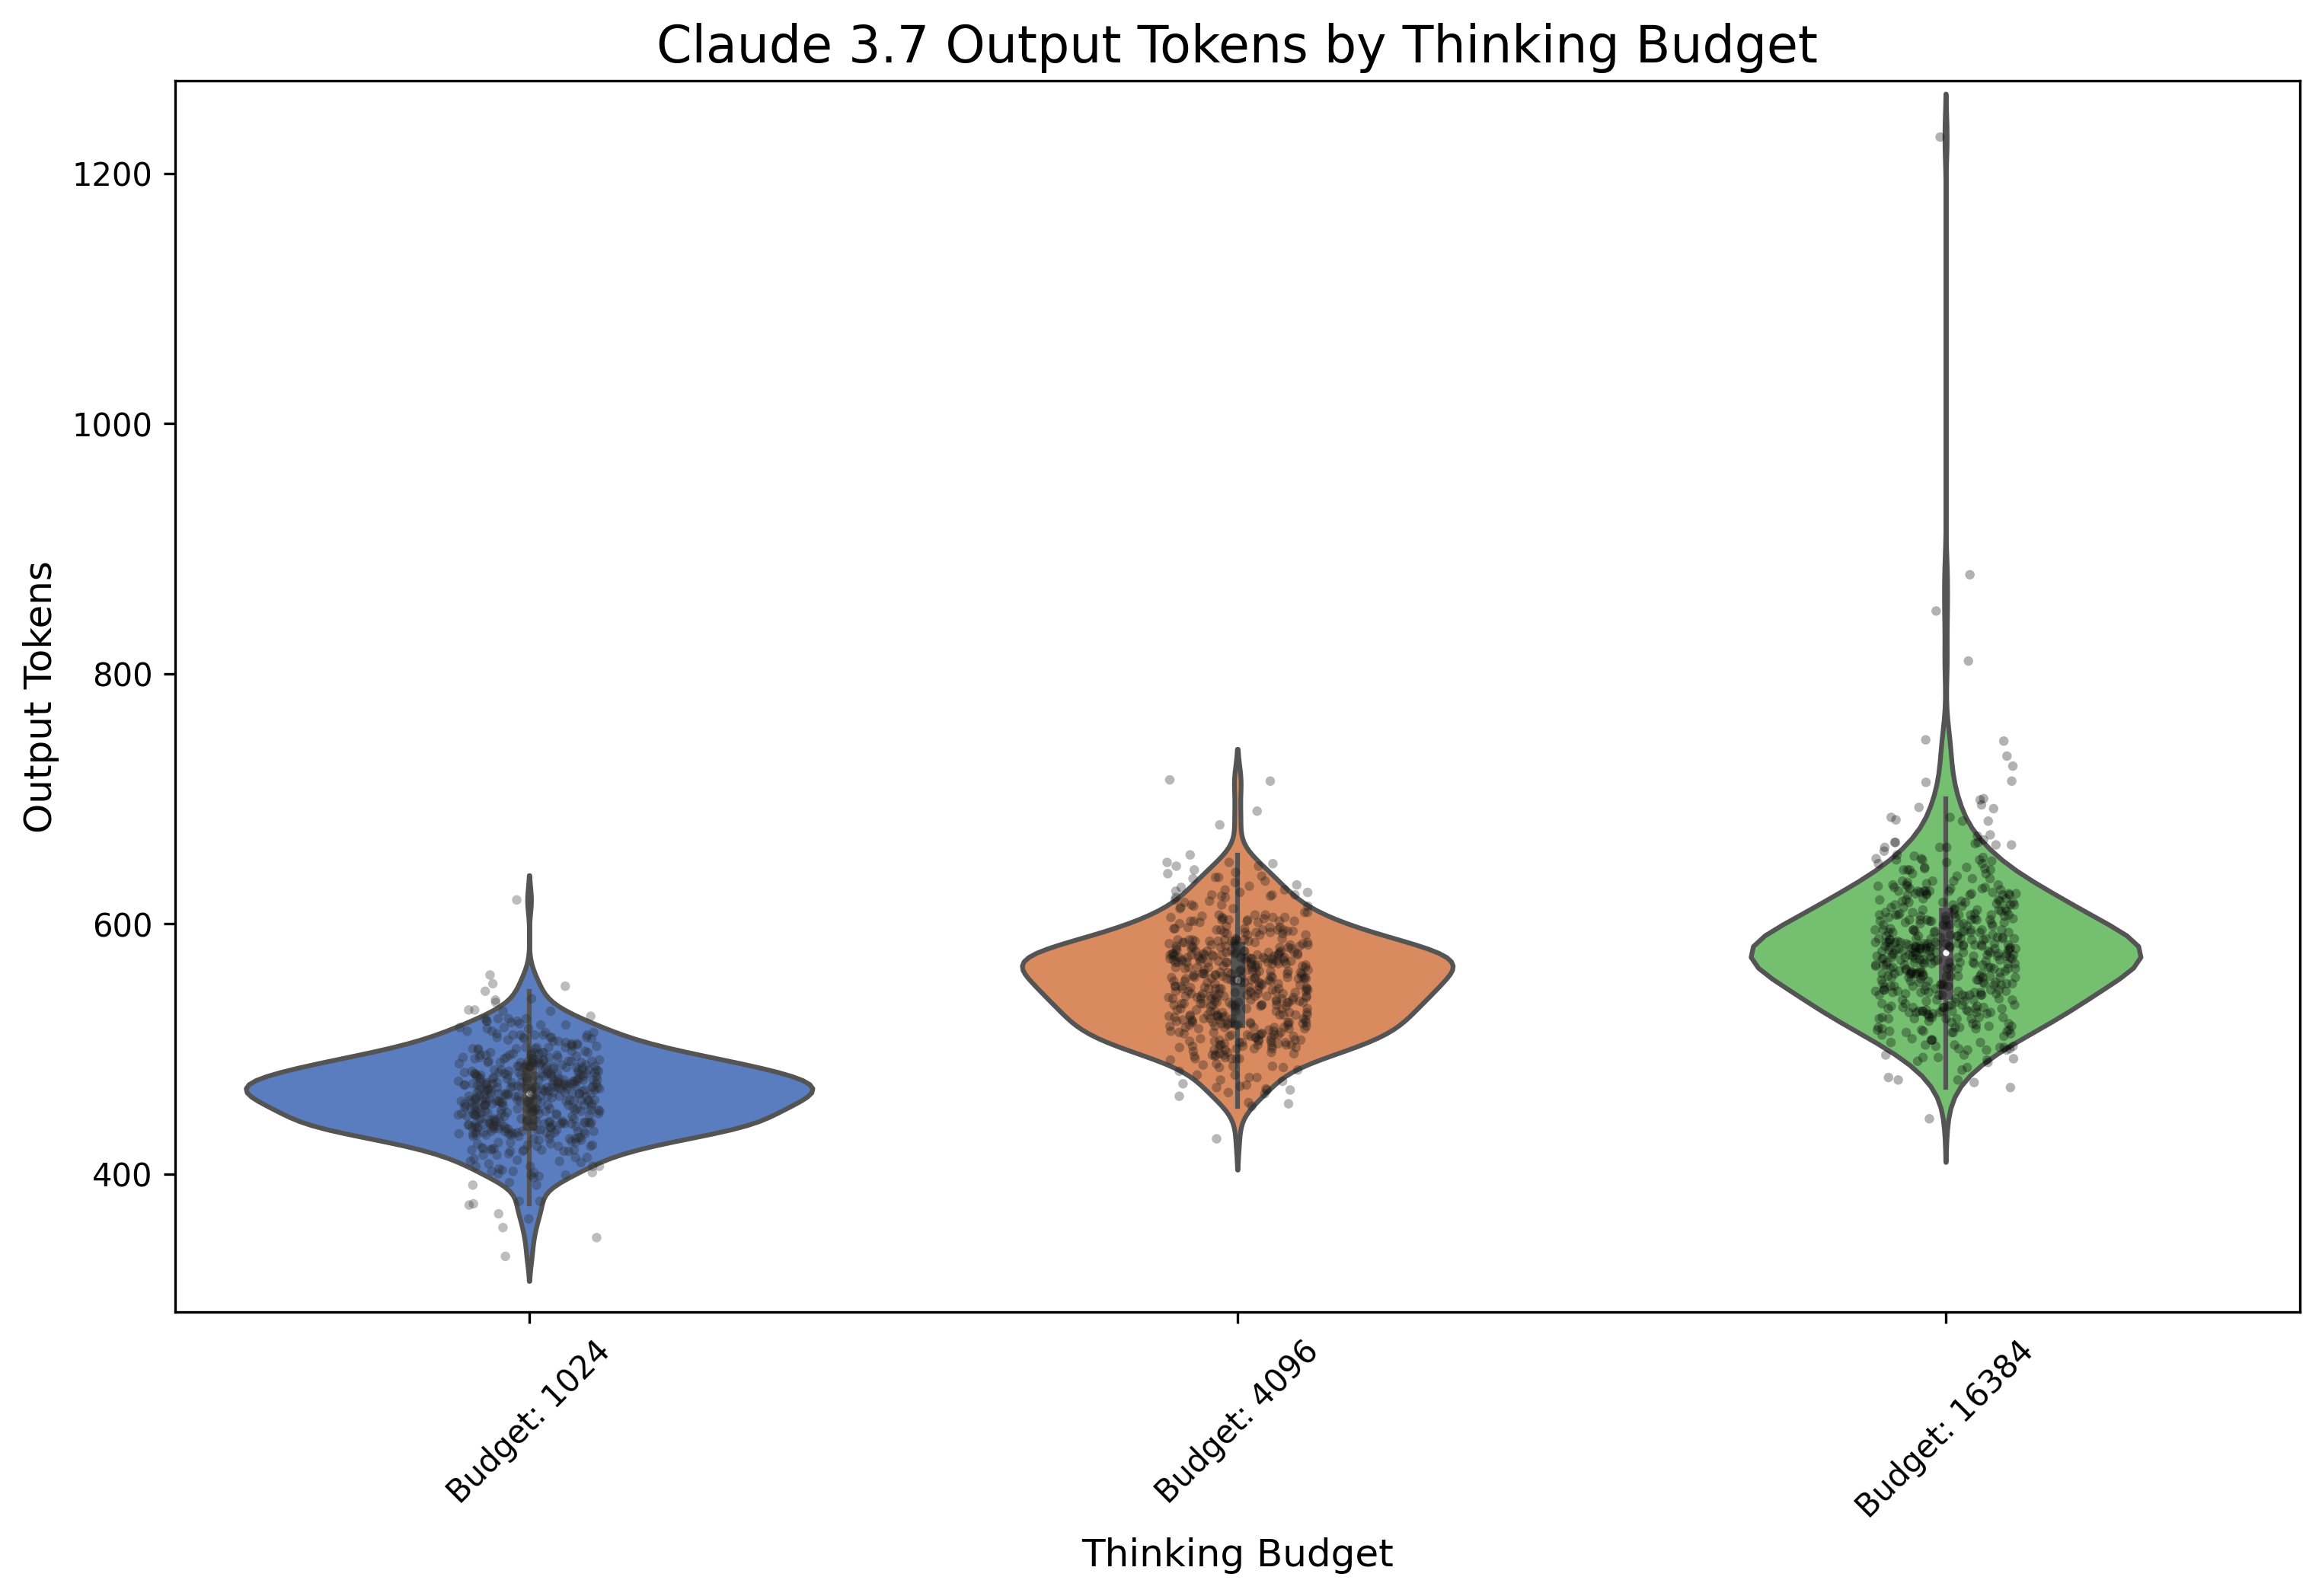 Claude 3.7 Output Tokens by Thinking Budget
Output Tokens
1200
1000
800
600
400
Budget: 1024
Budget: 4096
Budget: 16384
Thinking Budget